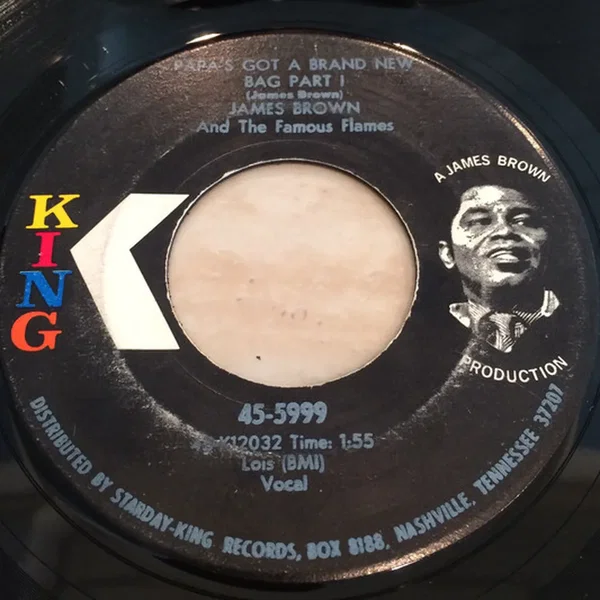 PAPA'S GOT A BRAND NEW
BAG PART I
(James Brown)
JAMES BROWN
And The Famous Flames
A JAMES BROWN
PRODUCTION
KING
45-5999
K12032 Time: 1:55
Lois (BMI)
Vocal
DISTRIBUTED BY STARDAY-KING RECORDS, BOX 8188, NASHVILLE, TENNESSEE 37207